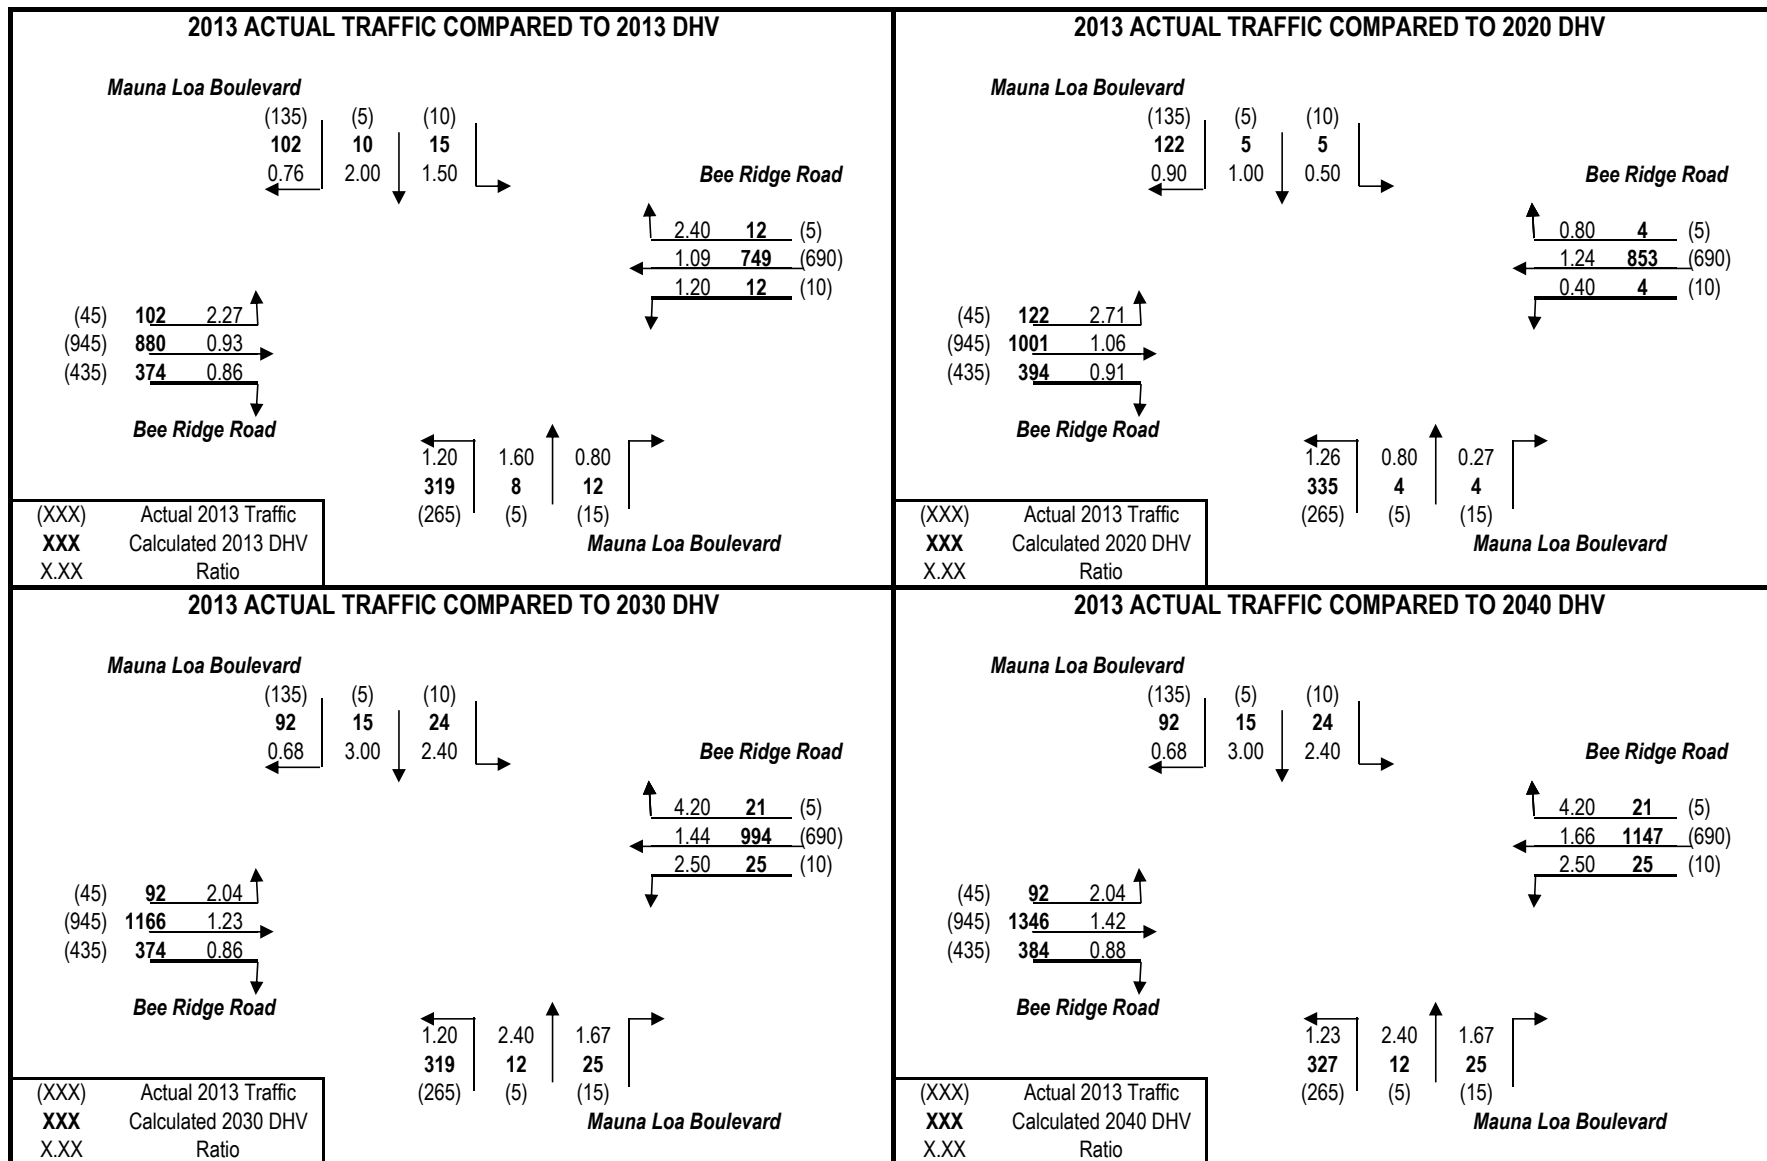 2013 ACTUAL TRAFFIC COMPARED TO 2013 DHV
Mauna Loa Boulevard
(135) (5) (10)
102 10 15
0.76 2.00 1.50
Bee Ridge Road
2.40 12 (5)
1.09 749 (690)
1.20 12 (10)
(45) 102 2.27
(945) 880 0.93
(435) 374 0.86
Bee Ridge Road
1.20 1.60 0.80
319 8 12
(265) (5) (15)
Mauna Loa Boulevard
(XXX) Actual 2013 Traffic
XXX Calculated 2013 DHV
X.XX Ratio
2013 ACTUAL TRAFFIC COMPARED TO 2020 DHV
Mauna Loa Boulevard
(135) (5) (10)
122 5 5
0.90 1.00 0.50
Bee Ridge Road
0.80 4 (5)
1.24 853 (690)
0.40 4 (10)
(45) 122 2.71
(945) 1001 1.06
(435) 394 0.91
Bee Ridge Road
1.26 0.80 0.27
335 4 4
(265) (5) (15)
Mauna Loa Boulevard
(XXX) Actual 2013 Traffic
XXX Calculated 2020 DHV
X.XX Ratio
2013 ACTUAL TRAFFIC COMPARED TO 2030 DHV
Mauna Loa Boulevard
(135) (5) (10)
92 15 24
0.68 3.00 2.40
Bee Ridge Road
4.20 21 (5)
1.44 994 (690)
2.50 25 (10)
(45) 92 2.04
(945) 1166 1.23
(435) 374 0.86
Bee Ridge Road
1.20 2.40 1.67
319 12 25
(265) (5) (15)
Mauna Loa Boulevard
(XXX) Actual 2013 Traffic
XXX Calculated 2030 DHV
X.XX Ratio
2013 ACTUAL TRAFFIC COMPARED TO 2040 DHV
Mauna Loa Boulevard
(135) (5) (10)
92 15 24
0.68 3.00 2.40
Bee Ridge Road
4.20 21 (5)
1.66 1147 (690)
2.50 25 (10)
(45) 92 2.04
(945) 1346 1.42
(435) 384 0.88
Bee Ridge Road
1.23 2.40 1.67
327 12 25
(265) (5) (15)
Mauna Loa Boulevard
(XXX) Actual 2013 Traffic
XXX Calculated 2040 DHV
X.XX Ratio